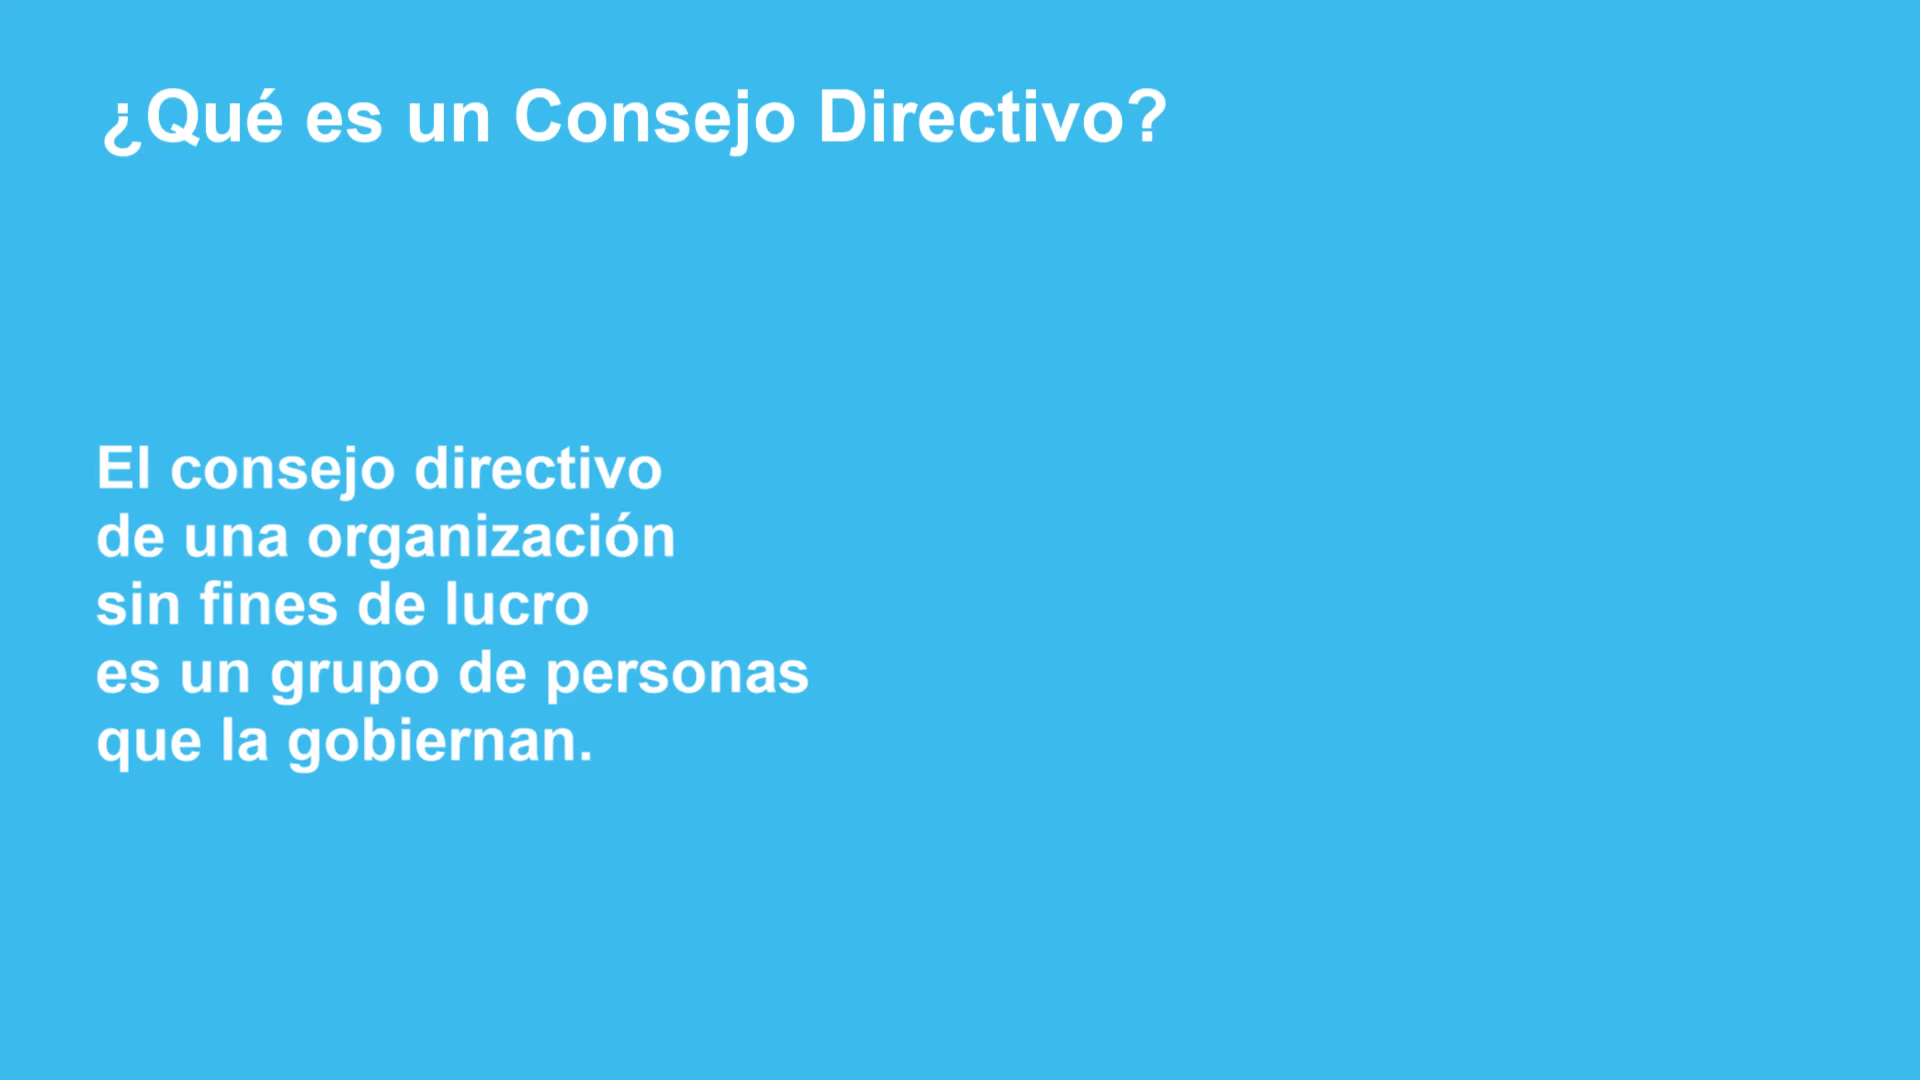 ¿Qué es un Consejo Directivo?
El consejo directivo
de una organización
sin fines de lucro
es un grupo de personas
que la gobiernan.